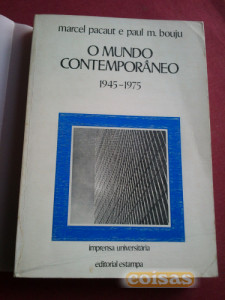 marcel pacaut e paul m. bouju
O MUNDO
CONTEMPORÂNEO
1945-1975
imprensa universitária
editorial estampa
coisas